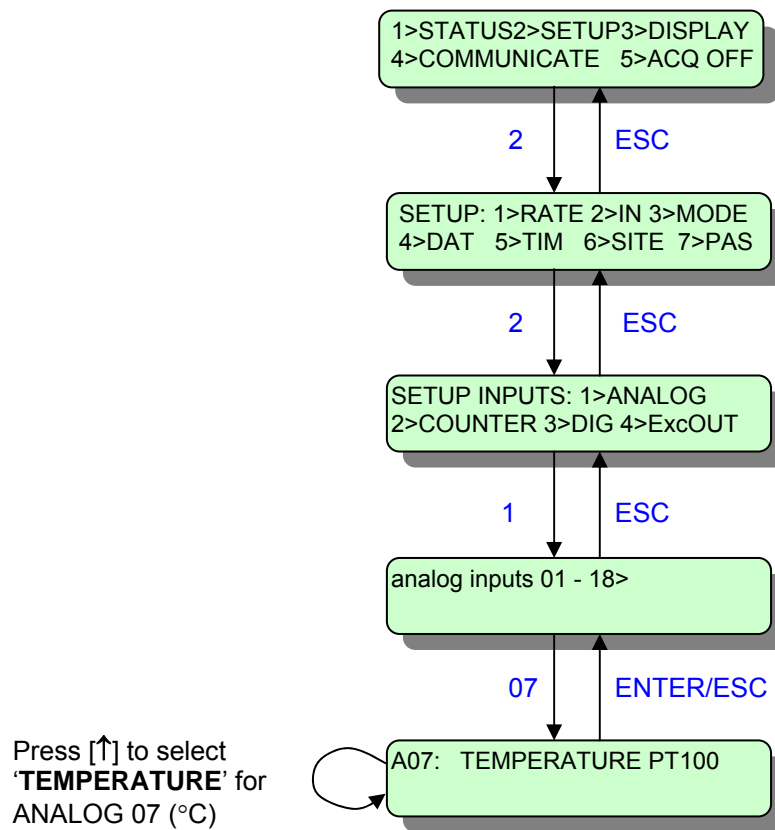 1>STATUS2>SETUP3>DISPLAY
4>COMMUNICATE 5>ACQ OFF
2 ESC
SETUP: 1>RATE 2>IN 3>MODE
4>DAT 5>TIM 6>SITE 7>PAS
2 ESC
SETUP INPUTS: 1>ANALOG
2>COUNTER 3>DIG 4>ExcOUT
1 ESC
analog inputs 01 - 18>
07 ENTER/ESC
A07: TEMPERATURE PT100
Press [↑] to select
‘TEMPERATURE’ for
ANALOG 07 (°C)